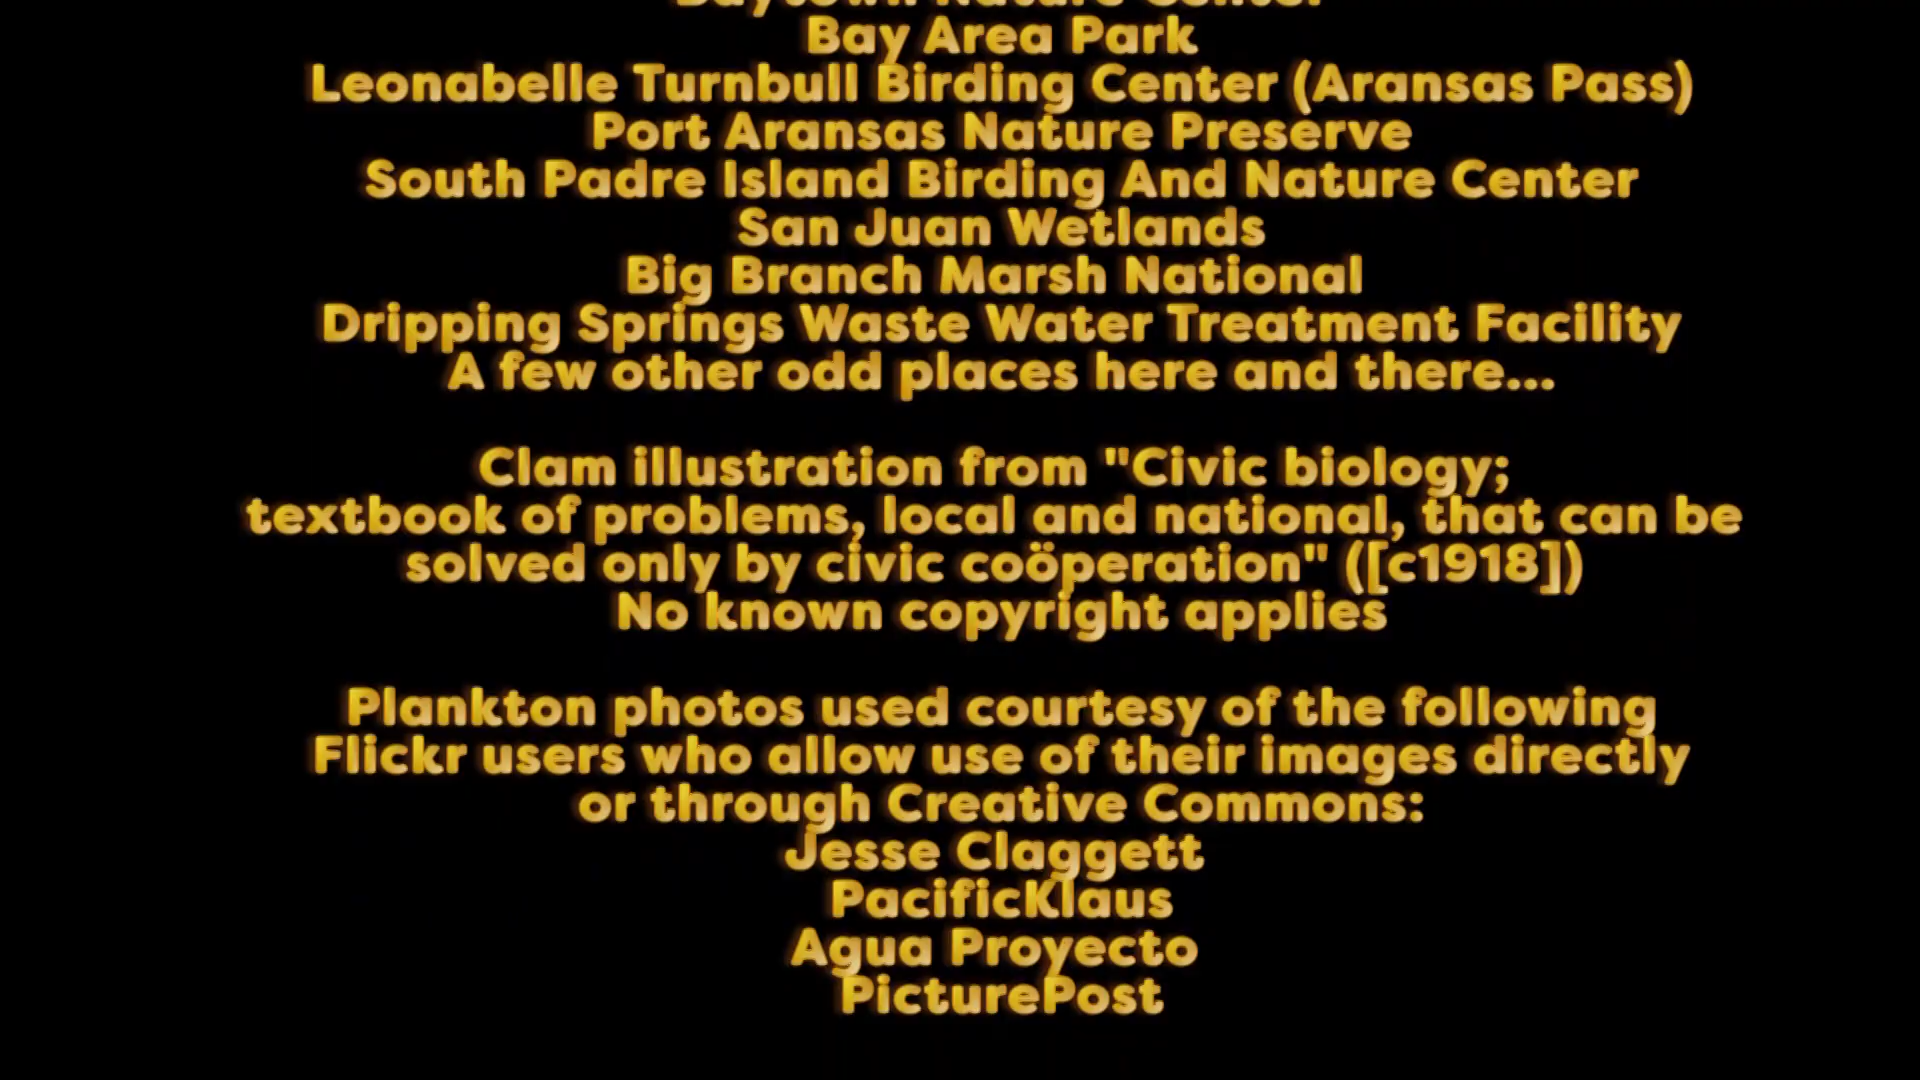 Baytown Nature Center
Bay Area Park
Leonabelle Turnbull Birding Center (Aransas Pass)
Port Aransas Nature Preserve
South Padre Island Birding And Nature Center
San Juan Wetlands
Big Branch Marsh National
Dripping Springs Waste Water Treatment Facility
A few other odd places here and there...
Clam illustration from "Civic biology;
textbook of problems, local and national, that can be
solved only by civic coöperation" ([c1918])
No known copyright applies
Plankton photos used courtesy of the following
Flickr users who allow use of their images directly
or through Creative Commons:
Jesse Claggett
PacificKlaus
Agua Proyecto
PicturePost